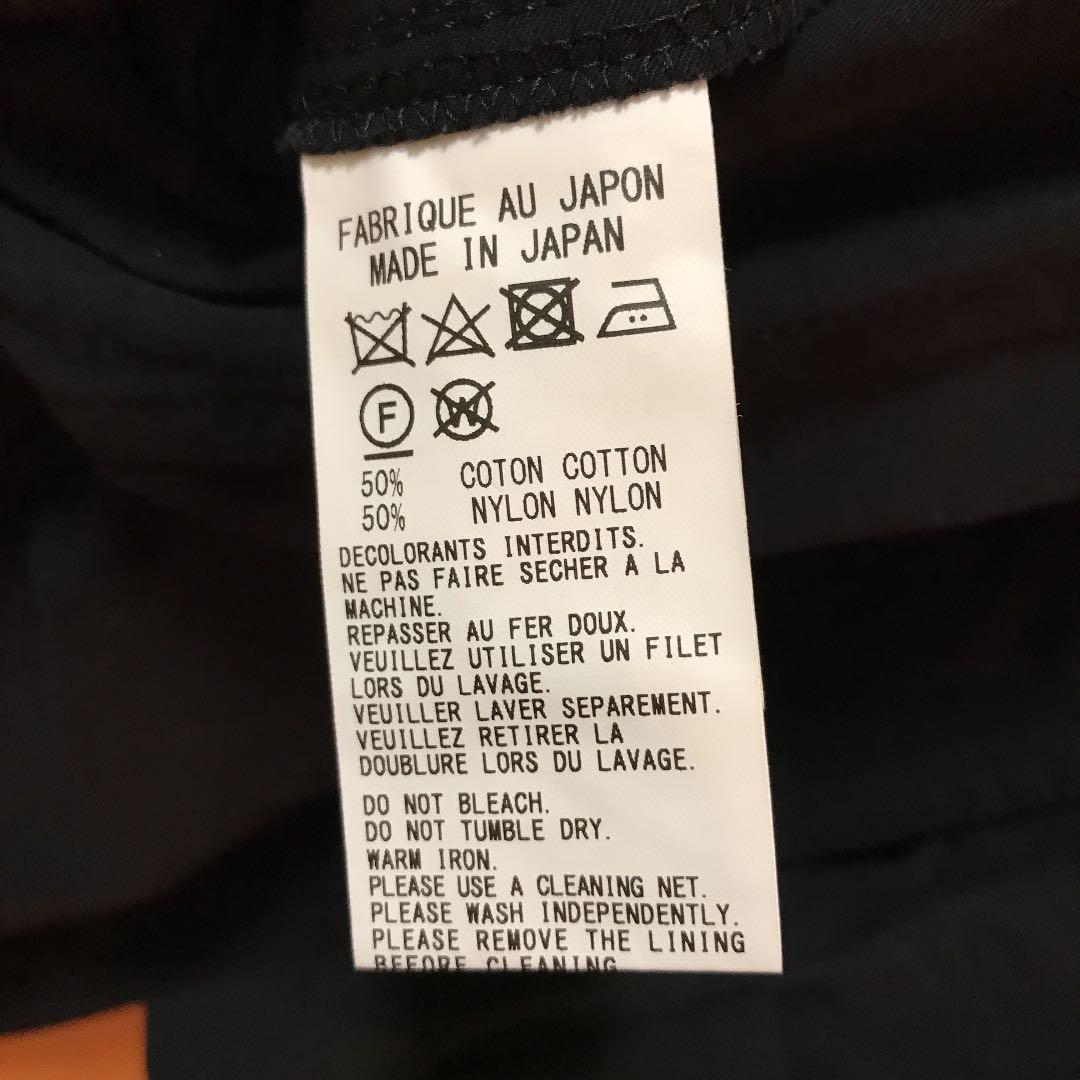 FABRIQUE AU JAPON
MADE IN JAPAN
F W
50% COTON COTTON
50% NYLON NYLON
DECOLORANTS INTERDITS.
NE PAS FAIRE SECHER A LA
MACHINE.
REPASSER AU FER DOUX.
VEUILLEZ UTILISER UN FILET
LORS DU LAVAGE.
VEUILLER LAVER SEPAREMENT.
VEUILLEZ RETIRER LA
DOUBLURE LORS DU LAVAGE.
DO NOT BLEACH.
DO NOT TUMBLE DRY.
WARM IRON.
PLEASE USE A CLEANING NET.
PLEASE WASH INDEPENDENTLY.
PLEASE REMOVE THE LINING
BEFORE CLEANING